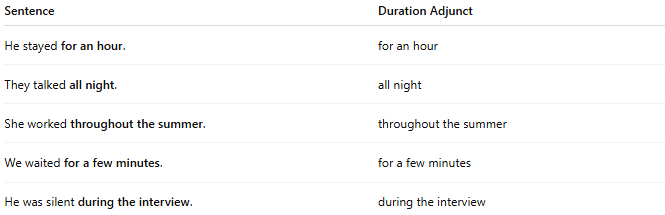 Sentence Duration Adjunct
He stayed for an hour. for an hour
They talked all night. all night
She worked throughout the summer. throughout the summer
We waited for a few minutes. for a few minutes
He was silent during the interview. during the interview